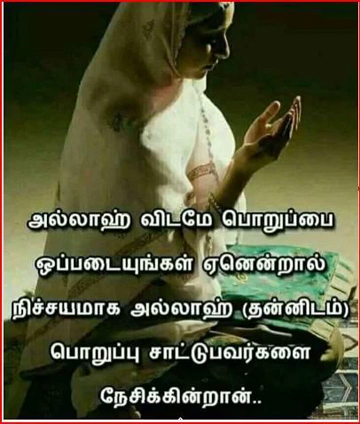 அல்லாஹ் விடமே பொறுப்பை
ஒப்படையுங்கள் ஏனென்றால்
நிச்சயமாக அல்லாஹ் (தன்னிடம்)
பொறுப்பு சாட்டுபவர்களை
நேசிக்கின்றான்..